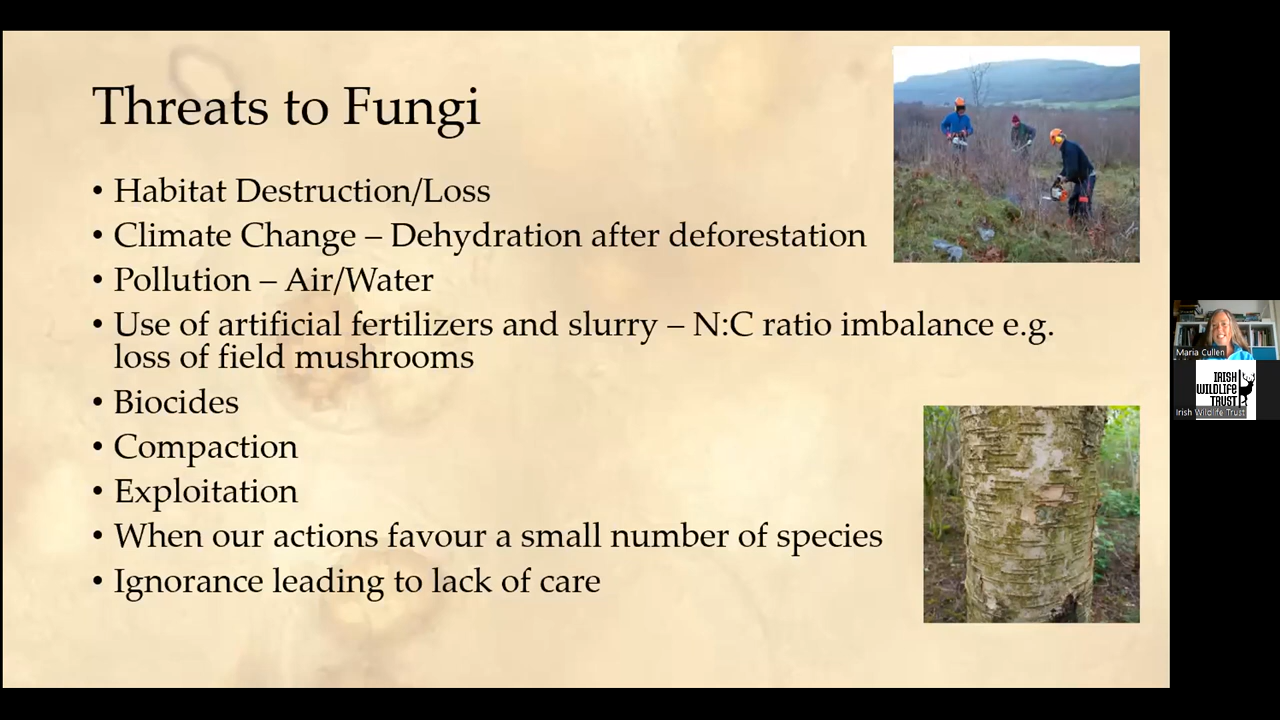 Threats to Fungi
• Habitat Destruction/Loss
• Climate Change – Dehydration after deforestation
• Pollution – Air/Water
• Use of artificial fertilizers and slurry – N:C ratio imbalance e.g.
loss of field mushrooms
• Biocides
• Compaction
• Exploitation
• When our actions favour a small number of species
• Ignorance leading to lack of care
Maria Cullen
IRISH
WILDLIFE
TRUST
Irish Wildlife Trust